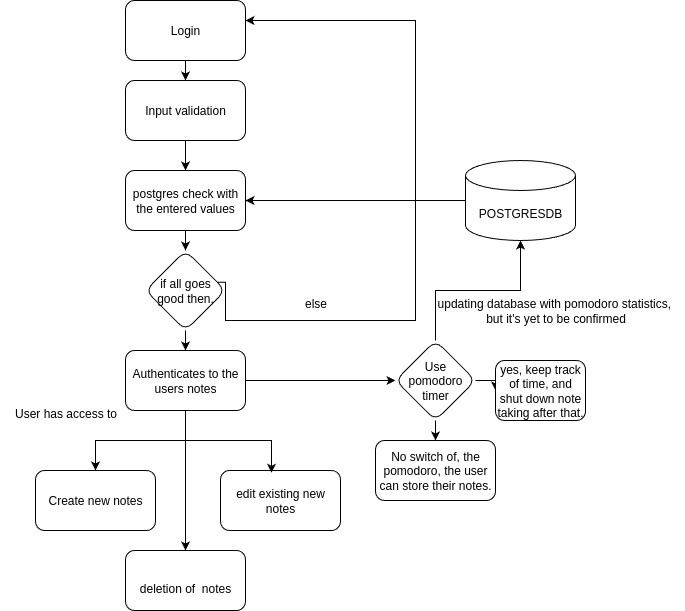 Login
Input validation
postgres check with
the entered values
POSTGRESDB
if all goes
good then,
else
updating database with pomodoro statistics,
but it's yet to be confirmed
Authenticates to the
users notes
Use
pomodoro
timer
yes, keep track
of time, and
shut down note
taking after that.
User has access to
No switch of, the
pomodoro, the user
can store their notes.
Create new notes
edit existing new
notes
deletion of notes